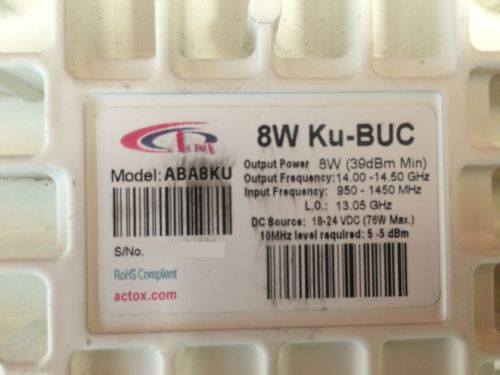 ACTOX
8W Ku-BUC
Model: ABA8KU
Output Power 8W (39dBm Min)
Output Frequency: 14.00 -14.50 GHz
Input Frequency: 950 - 1450 MHz
L.O.: 13.05 GHz
DC Source: 18-24 VDC (76W Max.)
10MHz level required: 5 -5 dBm
S/No.
RoHS Compliant
actox.com